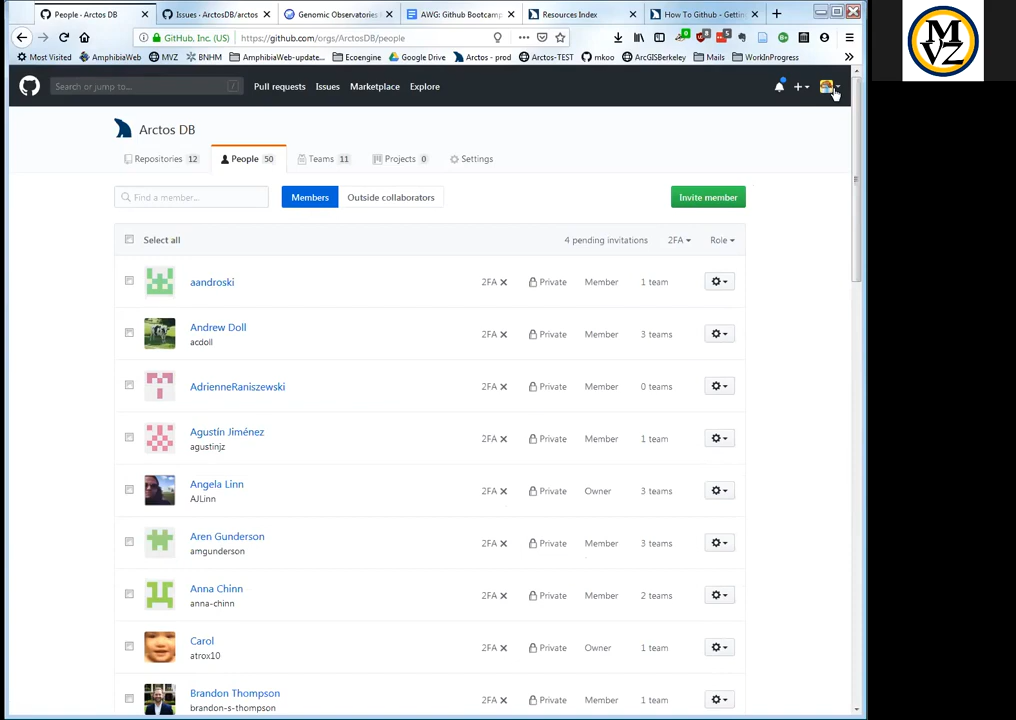 People - Arctos DB
Issues - ArctosDB/arctos
Genomic Observatories
AWG: Github Bootcamp
Resources Index
How To Github - Gettin
GitHub, Inc. (US)
https://github.com/orgs/ArctosDB/people
Most Visited
AmphibiaWeb
MVZ
BNHM
AmphibiaWeb-update...
Ecoengine
Google Drive
Arctos - prod
Arctos-TEST
mkoo
ArcGISBerkeley
Mails
WorkInProgress
Search or jump to...
/
Pull requests
Issues
Marketplace
Explore
Arctos DB
Repositories 12
People 50
Teams 11
Projects 0
Settings
Find a member...
Members
Outside collaborators
Invite member
Select all
4 pending invitations
2FA
Role
aandroski
2FA
Private
Member
1 team
Andrew Doll
acdoll
2FA
Private
Member
3 teams
AdrienneRaniszewski
2FA
Private
Member
0 teams
Agustín Jiménez
agustinjz
2FA
Private
Member
1 team
Angela Linn
AJLinn
2FA
Private
Owner
3 teams
Aren Gunderson
amgunderson
2FA
Private
Member
3 teams
Anna Chinn
anna-chinn
2FA
Private
Member
2 teams
Carol
atrox10
2FA
Private
Owner
1 team
Brandon Thompson
brandon-s-thompson
2FA
Private
Member
1 team
MVZ